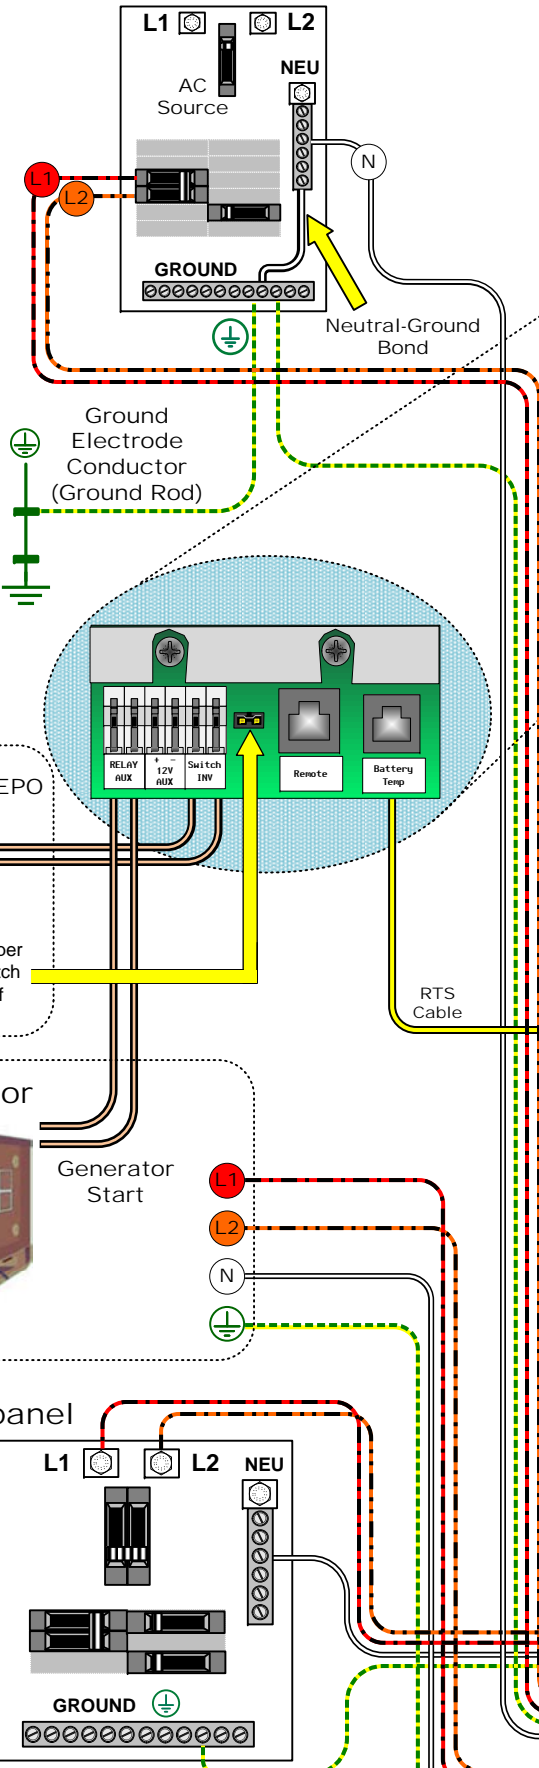 L1
L2
NEU
AC
Source
N
L1
L2
GROUND
Neutral-Ground
Bond
Ground
Electrode
Conductor
(Ground Rod)
RELAY
AUX
+ -
12V
AUX
Switch
INV
Remote
Battery
Temp
EPO
ber
tch
f
RTS
Cable
or
Generator
Start
L1
L2
N
panel
L1
L2
NEU
GROUND